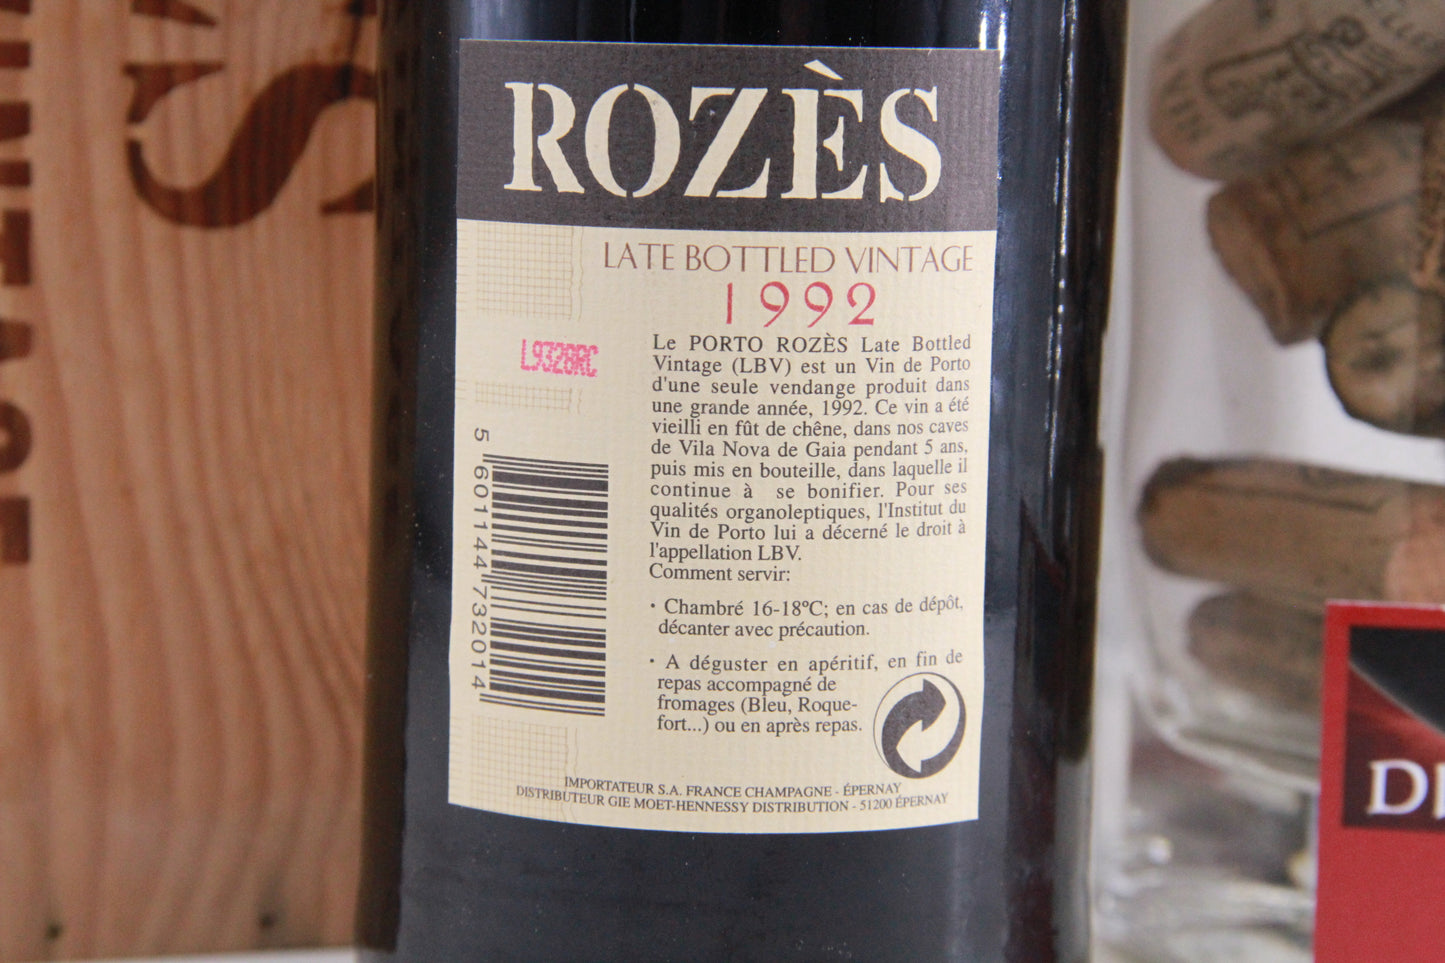 ROZÈS
LATE BOTTLED VINTAGE
1992
L9328RC
Le PORTO ROZÈS Late Bottled
Vintage (LBV) est un Vin de Porto
d'une seule vendange produit dans
une grande année, 1992. Ce vin a été
vieilli en fût de chêne, dans nos caves
de Vila Nova de Gaia pendant 5 ans,
puis mis en bouteille, dans laquelle il
continue à se bonifier. Pour ses
qualités organoleptiques, l'Institut du
Vin de Porto lui a décerné le droit à
l'appellation LBV.
Comment servir:
• Chambré 16-18ºC; en cas de dépôt,
décanter avec précaution.
• A déguster en apéritif, en fin de
repas accompagné de
fromages (Bleu, Roque-
fort...) ou en après repas.
5 601144 732014
IMPORTATEUR S.A. FRANCE CHAMPAGNE - ÉPERNAY
DISTRIBUTEUR GIE MOET-HENNESSY DISTRIBUTION - 51200 ÉPERNAY